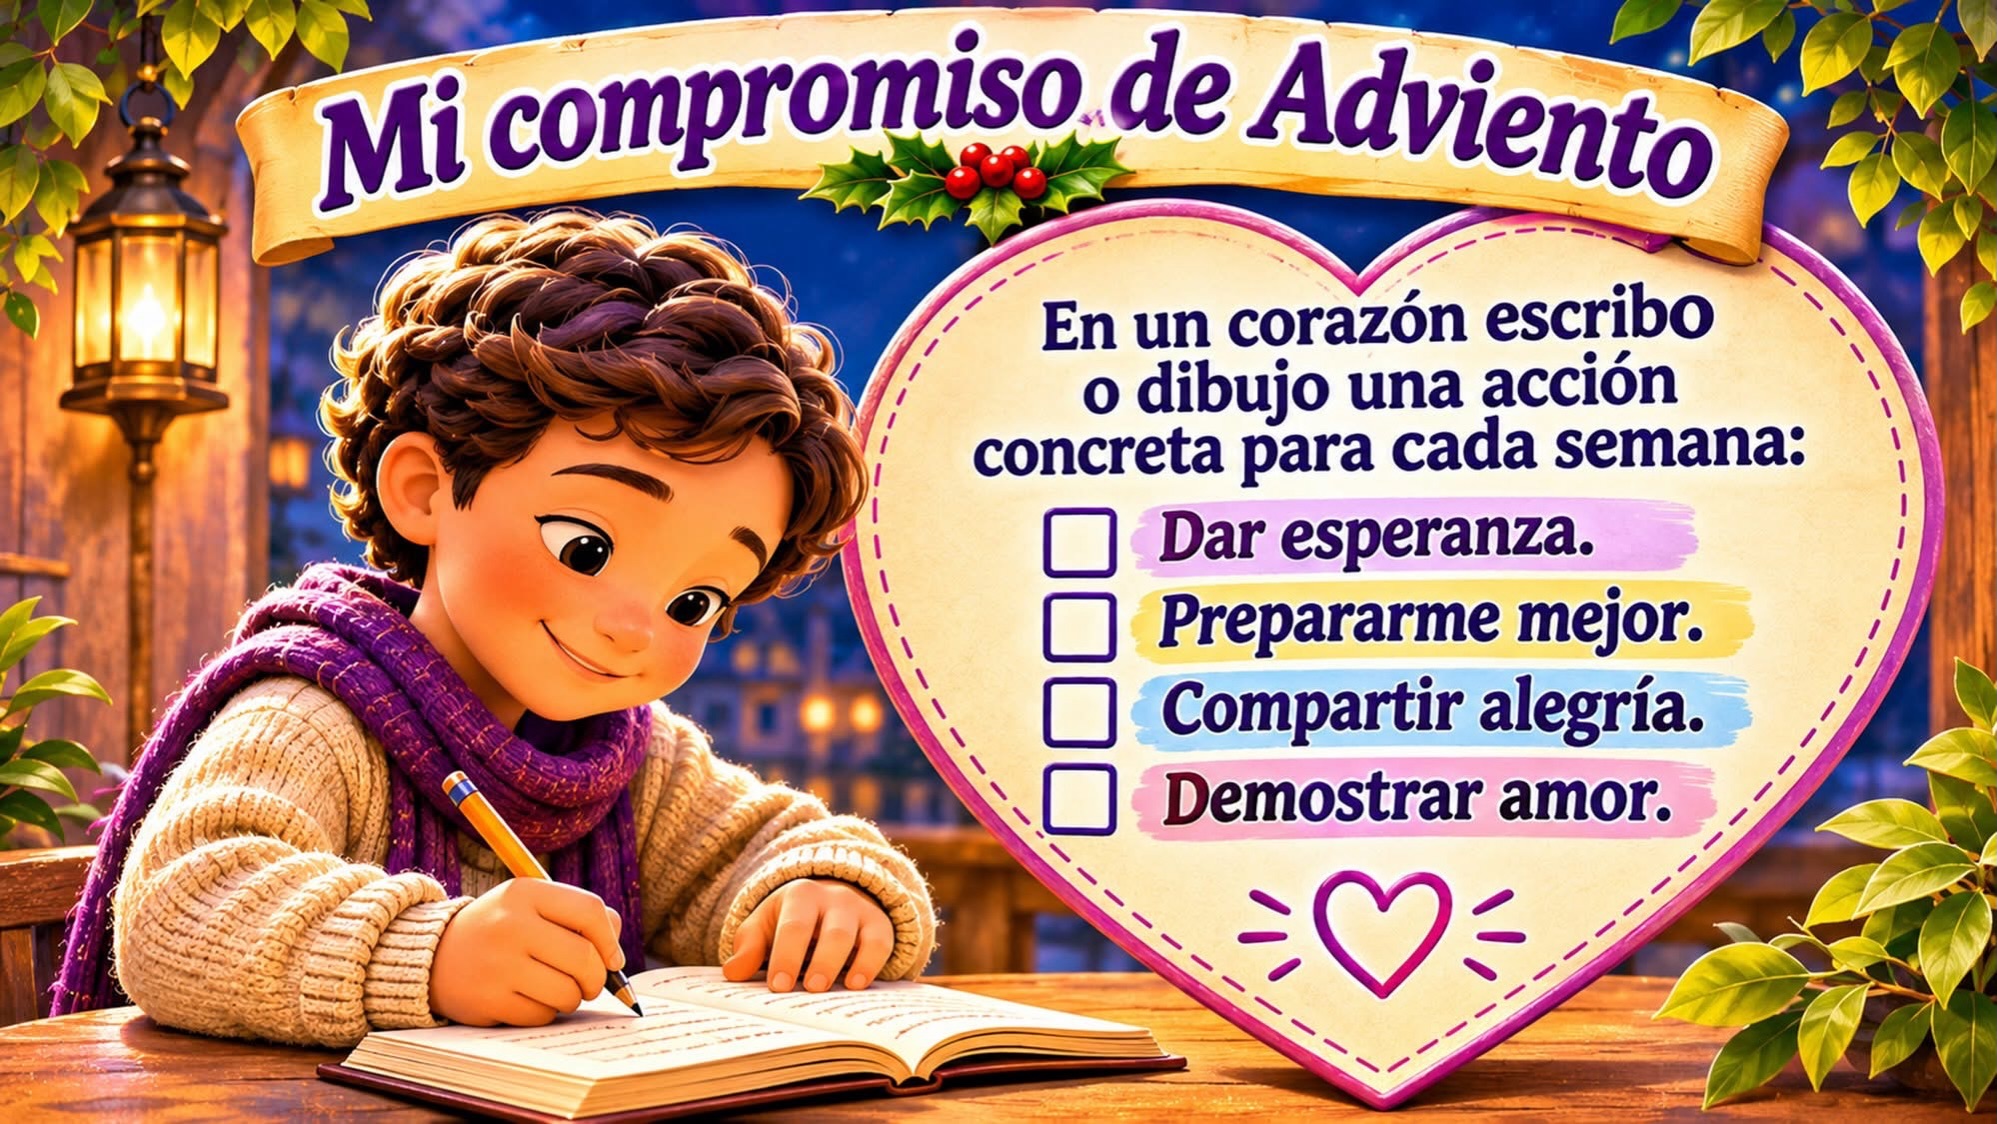 Mi compromiso de Adviento
En un corazón escribo
o dibujo una acción
concreta para cada semana:
Dar esperanza.
Prepararme mejor.
Compartir alegría.
Demostrar amor.